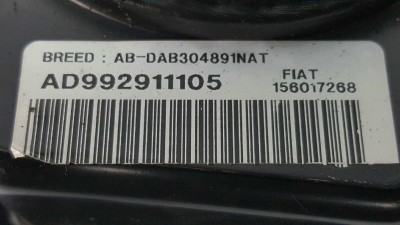 BREED : AB-DAB304891NAT
AD992911105
FIAT
156017268